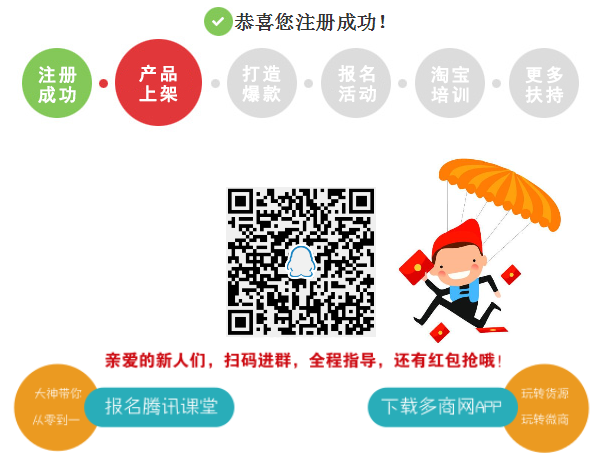 恭喜您注册成功!
注册
成功
产品
上架
打造
爆款
报名
活动
淘宝
培训
更多
扶持
亲爱的新人们，扫码进群，全程指导，还有红包抢哦!
大神带你
从零到一
报名腾讯课堂
下载多商网APP
玩转货源
玩转微商